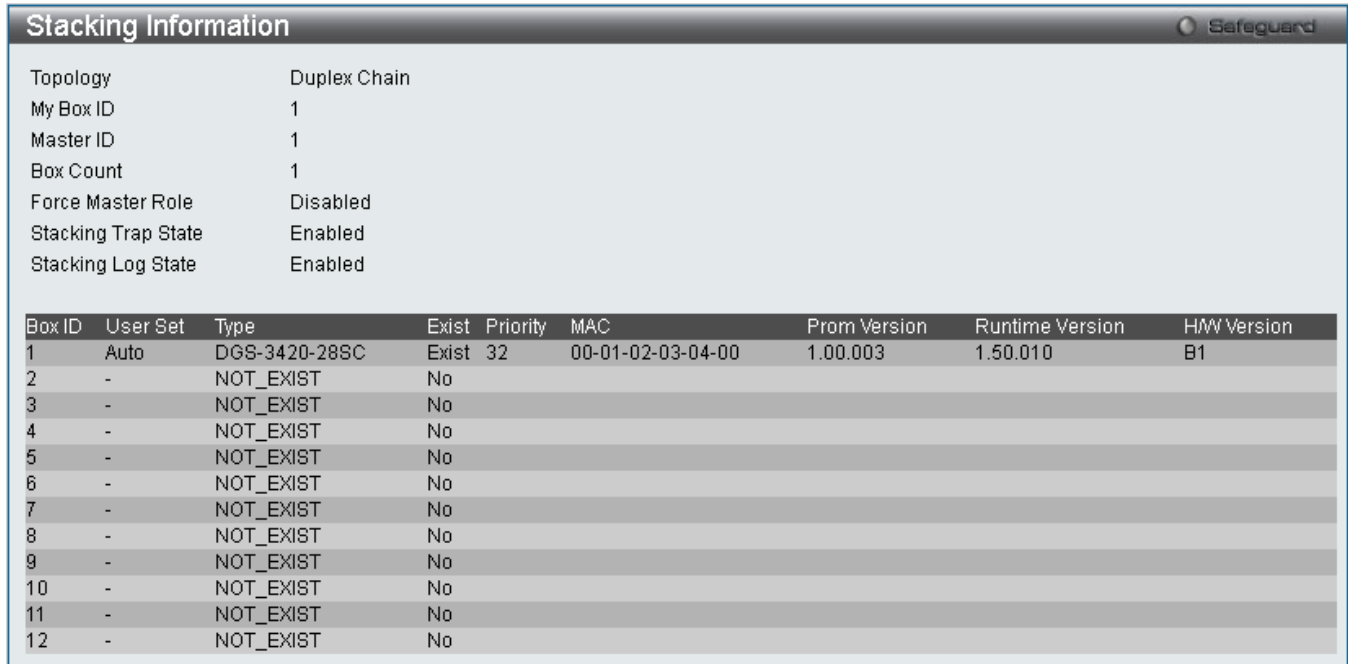 Stacking Information Safeguard
Topology Duplex Chain
My Box ID 1
Master ID 1
Box Count 1
Force Master Role Disabled
Stacking Trap State Enabled
Stacking Log State Enabled
Box ID User Set Type Exist Priority MAC Prom Version Runtime Version H/W Version
1 Auto DGS-3420-28SC Exist 32 00-01-02-03-04-00 1.00.003 1.50.010 B1
2 - NOT_EXIST No
3 - NOT_EXIST No
4 - NOT_EXIST No
5 - NOT_EXIST No
6 - NOT_EXIST No
7 - NOT_EXIST No
8 - NOT_EXIST No
9 - NOT_EXIST No
10 - NOT_EXIST No
11 - NOT_EXIST No
12 - NOT_EXIST No